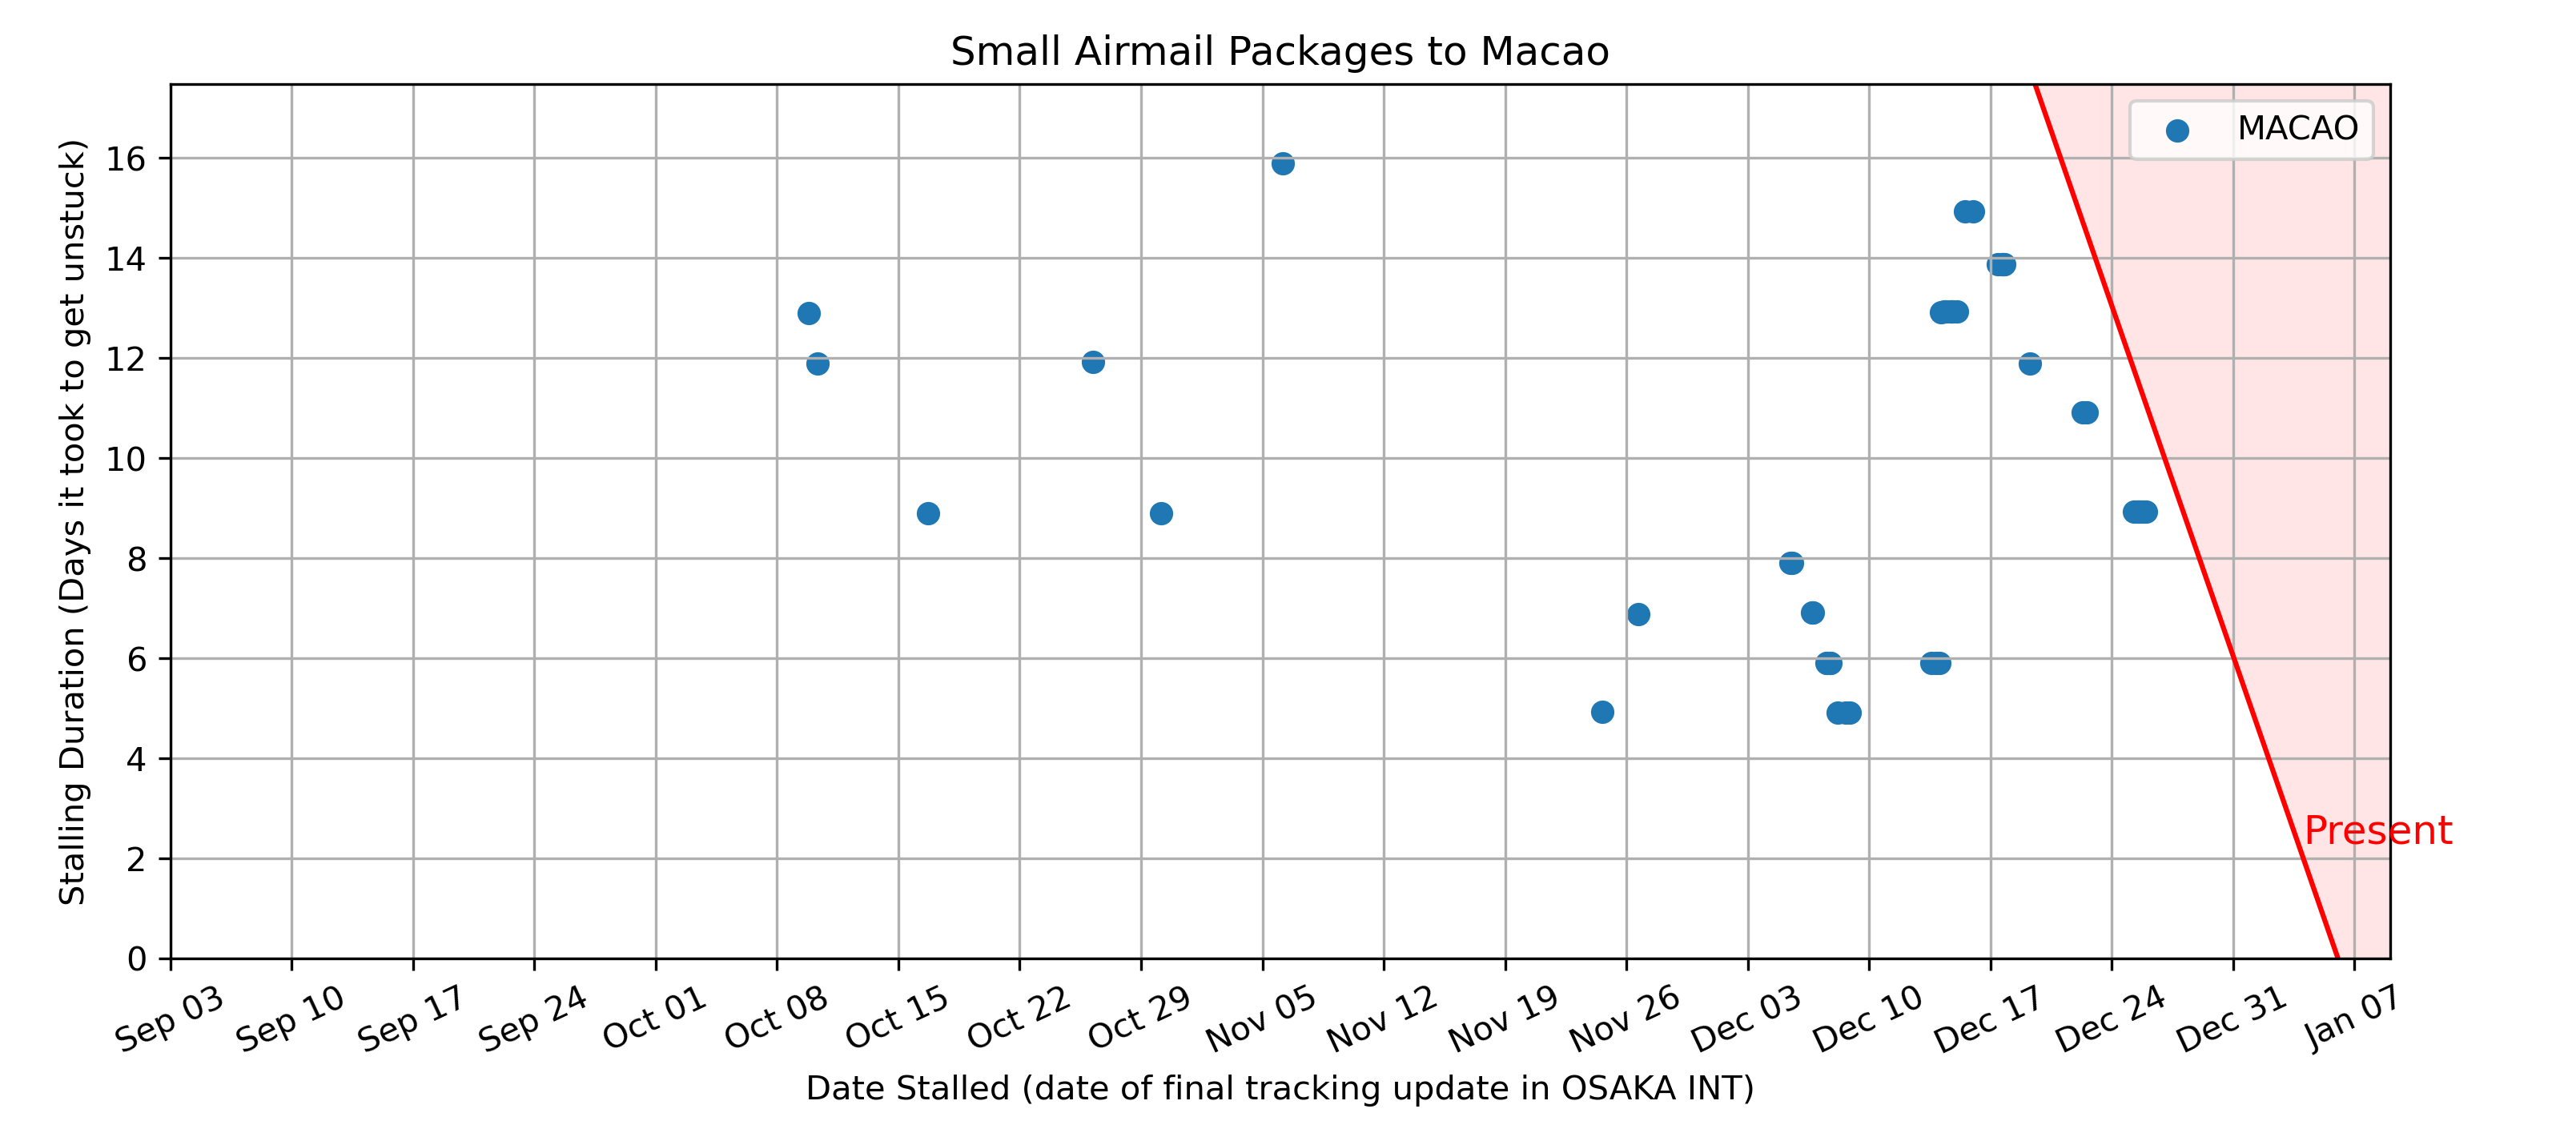 Small Airmail Packages to Macao
MACAO
Stalling Duration (Days it took to get unstuck)
16
14
12
10
8
6
4
2
0
Present
Sep 03 Sep 10 Sep 17 Sep 24 Oct 01 Oct 08 Oct 15 Oct 22 Oct 29 Nov 05 Nov 12 Nov 19 Nov 26 Dec 03 Dec 10 Dec 17 Dec 24 Dec 31 Jan 07
Date Stalled (date of final tracking update in OSAKA INT)